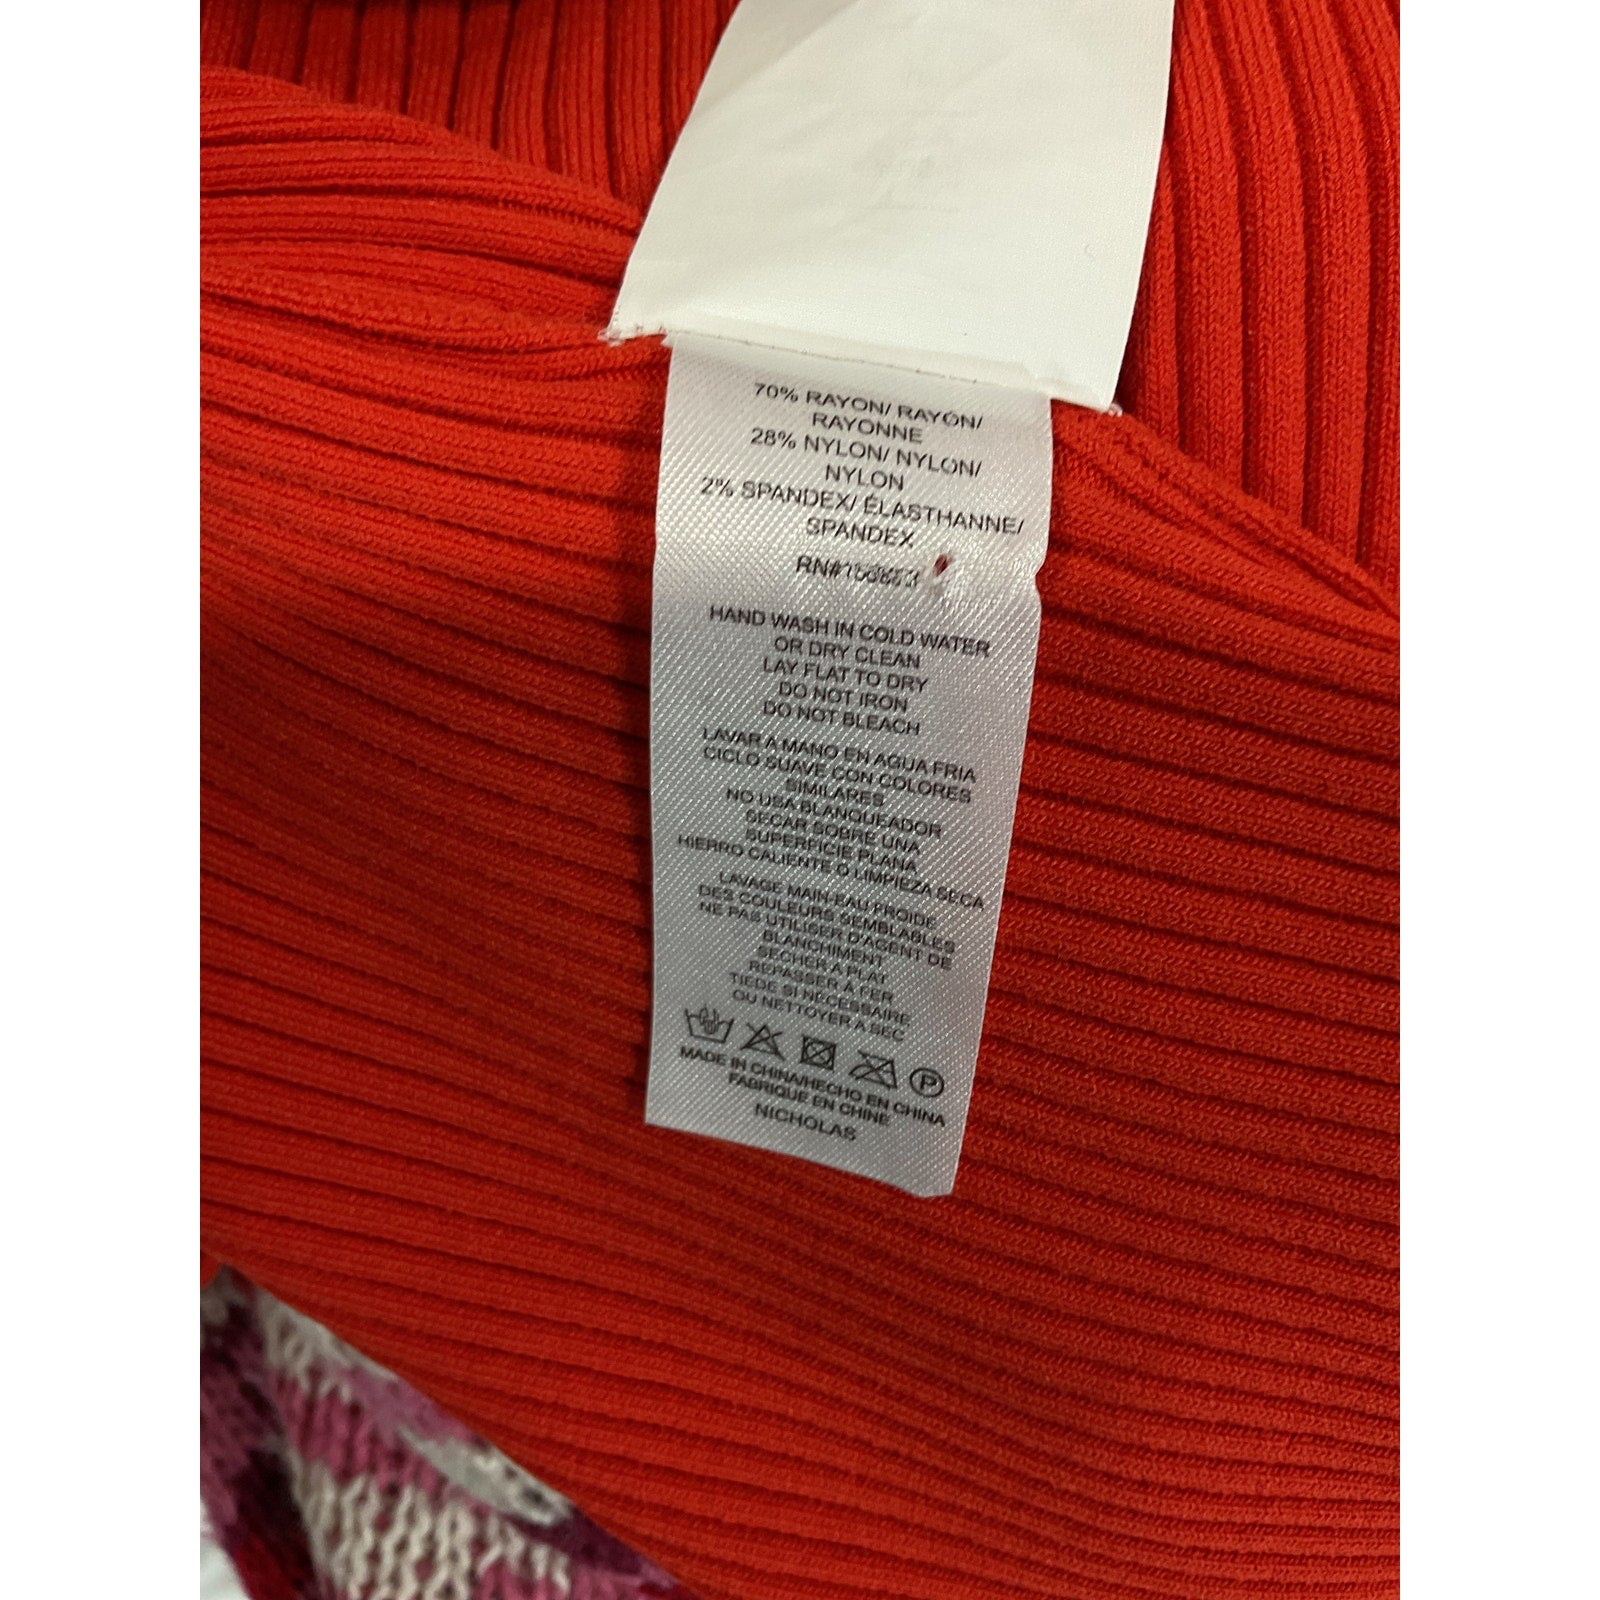 70% RAYON/ RAYON/
RAYONNE
28% NYLON/ NYLON/
NYLON
2% SPANDEX/ ÉLASTHANNE/
SPANDEX
HAND WASH IN COLD WATER
OR DRY CLEAN
LAY FLAT TO DRY
DO NOT IRON
DO NOT BLEACH
LAVAR A MANO EN AGUA FRIA
CICLO SUAVE CON COLORES
SIMILARES
NO USA BLANQUEADOR
SECAR SOBRE UNA
SUPERFICIE PLANA
HIERRO CALIENTE O LIMPIEZA SECA
LAVAGE MAIN-EAU FROIDE
DES COULEURS SEMBLABLES
NE PAS UTILISER D'AGENT DE
BLANCHIMENT
SECHER A PLAT
REPASSER A FER
TIEDE SI NECESSAIRE
OU NETTOYER A SEC
P
MADE IN CHINA/HECHO EN CHINA
FABRIQUE EN CHINE
NICHOLAS